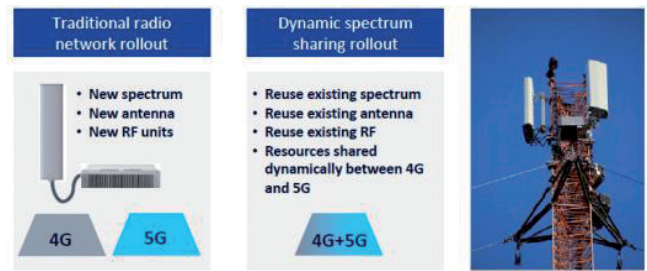 Traditional radio
network rollout
• New spectrum
• New antenna
• New RF units
4G
5G
Dynamic spectrum
sharing rollout
• Reuse existing spectrum
• Reuse existing antenna
• Reuse existing RF
• Resources shared
dynamically between 4G
and 5G
4G+5G